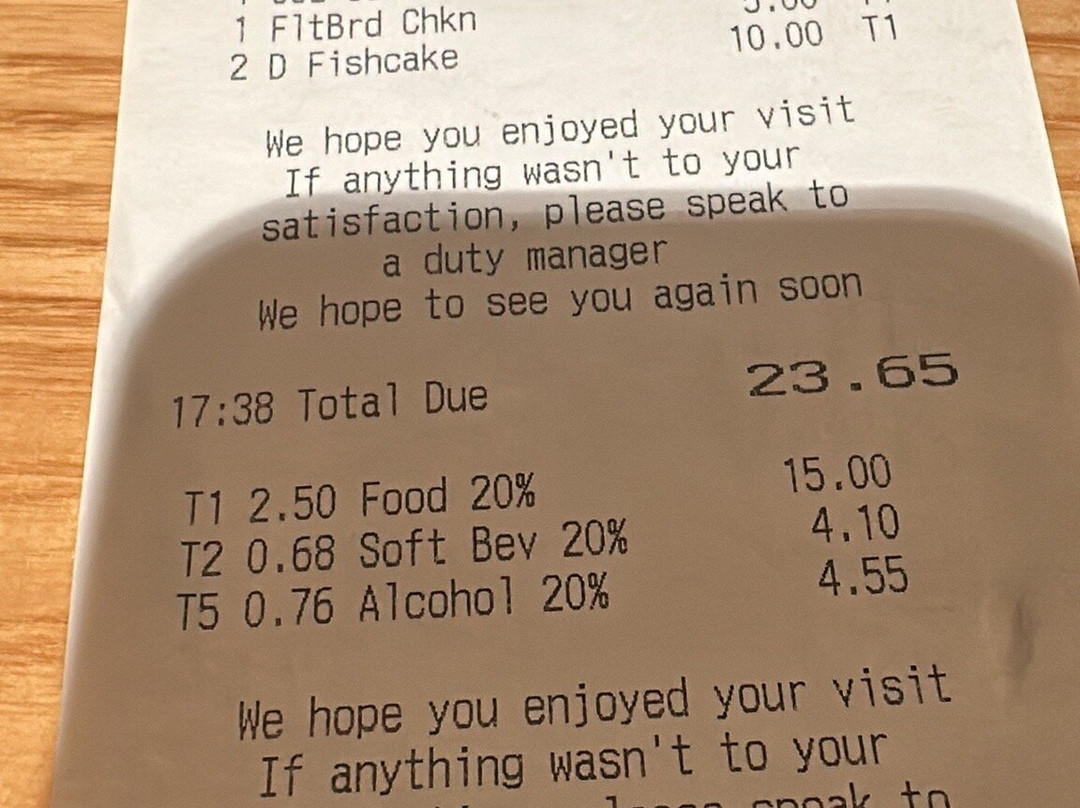 1 FltBrd Chkn
2 D Fishcake 10.00 T1
We hope you enjoyed your visit
If anything wasn't to your
satisfaction, please speak to
a duty manager
We hope to see you again soon
17:38 Total Due 23.65
T1 2.50 Food 20% 15.00
T2 0.68 Soft Bev 20% 4.10
T5 0.76 Alcohol 20% 4.55
We hope you enjoyed your visit
If anything wasn't to your
please speak to